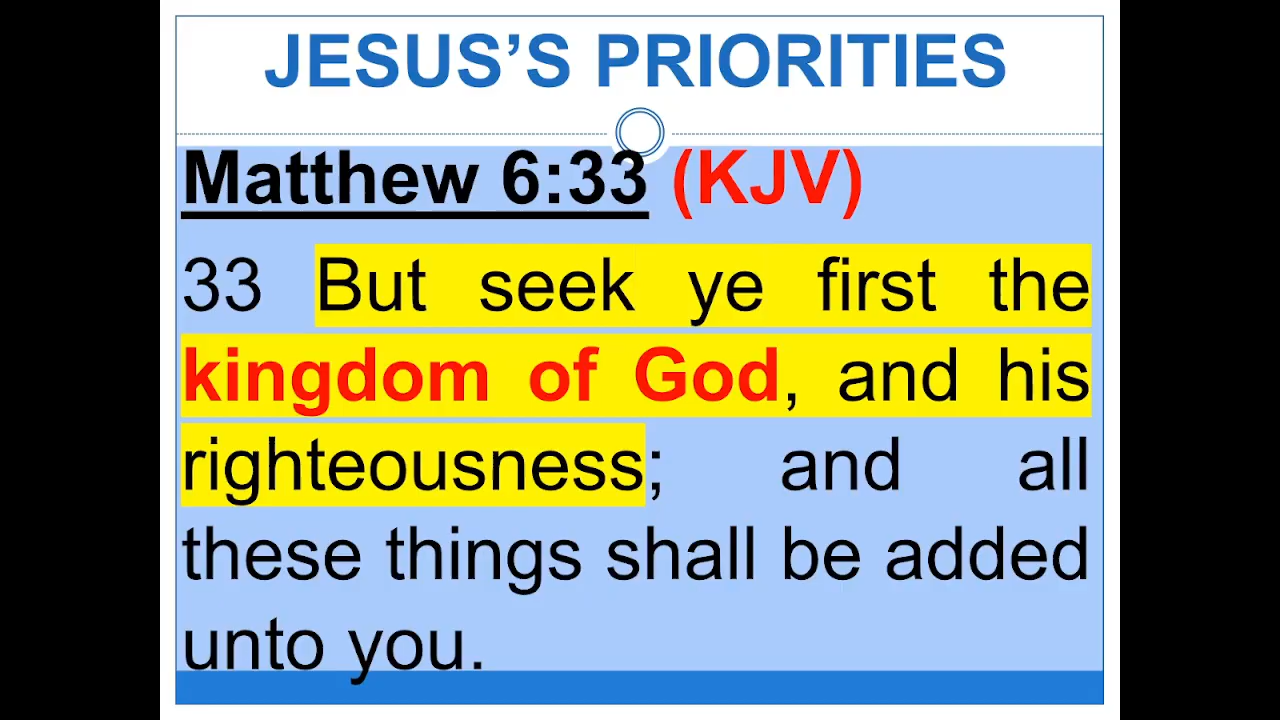 JESUS’S PRIORITIES
Matthew 6:33 (KJV)
33 But seek ye first the
kingdom of God, and his
righteousness; and all
these things shall be added
unto you.